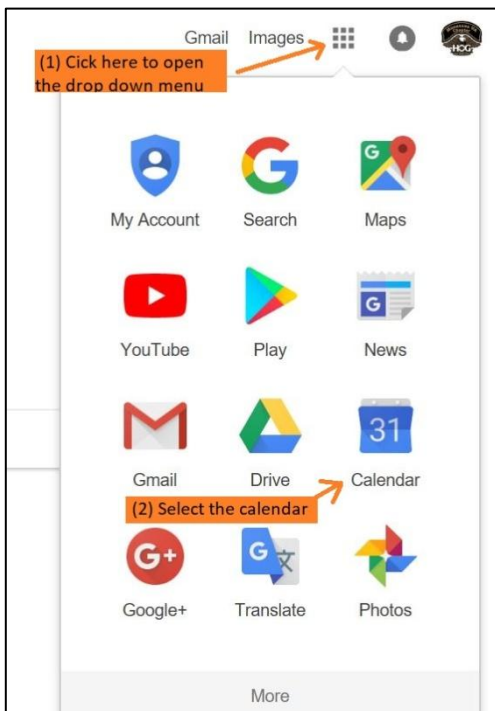 Gmail Images
(1) Cick here to open
the drop down menu
HOG
My Account Search Maps
YouTube Play News
31
Gmail Drive Calendar
(2) Select the calendar
G+
Google+ Translate Photos
More